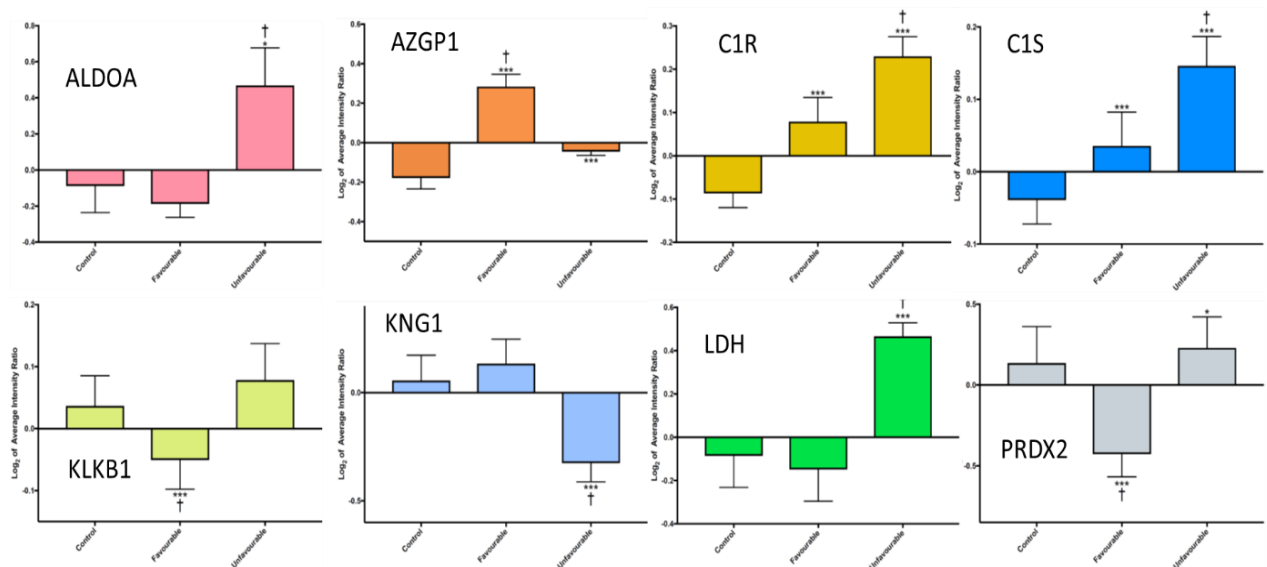 ALDOA
Log₂ of Average Intensity Ratio
0.8
0.6
0.4
0.2
0.0
-0.2
-0.4
†
*
Control
Favourable
Unfavourable
AZGP1
Log₂ of Average Intensity Ratio
0.6
0.4
0.2
0.0
-0.2
-0.4
†
***
***
Control
Favourable
Unfavourable
C1R
Log₂ of Average Intensity Ratio
0.3
0.2
0.1
0.0
-0.1
-0.2
***
†
***
Control
Favourable
Unfavourable
C1S
Log₂ of Average Intensity Ratio
0.2
0.1
0.0
-0.1
***
†
***
Control
Favourable
Unfavourable
KLKB1
Log₂ of Average Intensity Ratio
0.2
0.1
0.0
-0.1
***
†
Control
Favourable
Unfavourable
KNG1
Log₂ of Average Intensity Ratio
0.0
-0.5
***
†
Control
Favourable
Unfavourable
LDH
Log₂ of Average Intensity Ratio
0.6
0.4
0.2
0.0
-0.2
-0.4
†
***
Control
Favourable
Unfavourable
PRDX2
Log₂ of Average Intensity Ratio
0.5
0.0
-0.5
***
†
*
Control
Favourable
Unfavourable